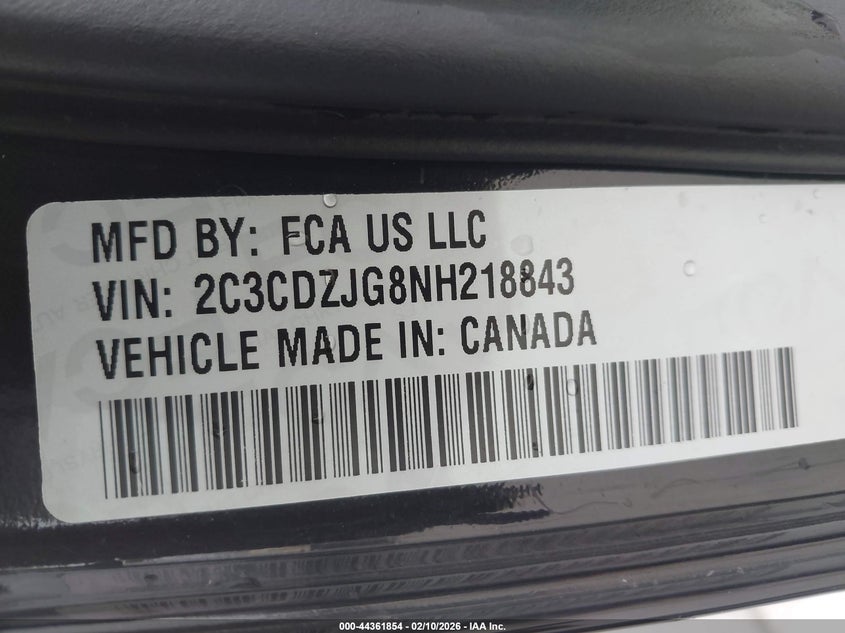 MFD BY: FCA US LLC
VIN: 2C3CDZJG8NH218843
VEHICLE MADE IN: CANADA
000-44361854 — 02/10/2026 — IAA Inc.